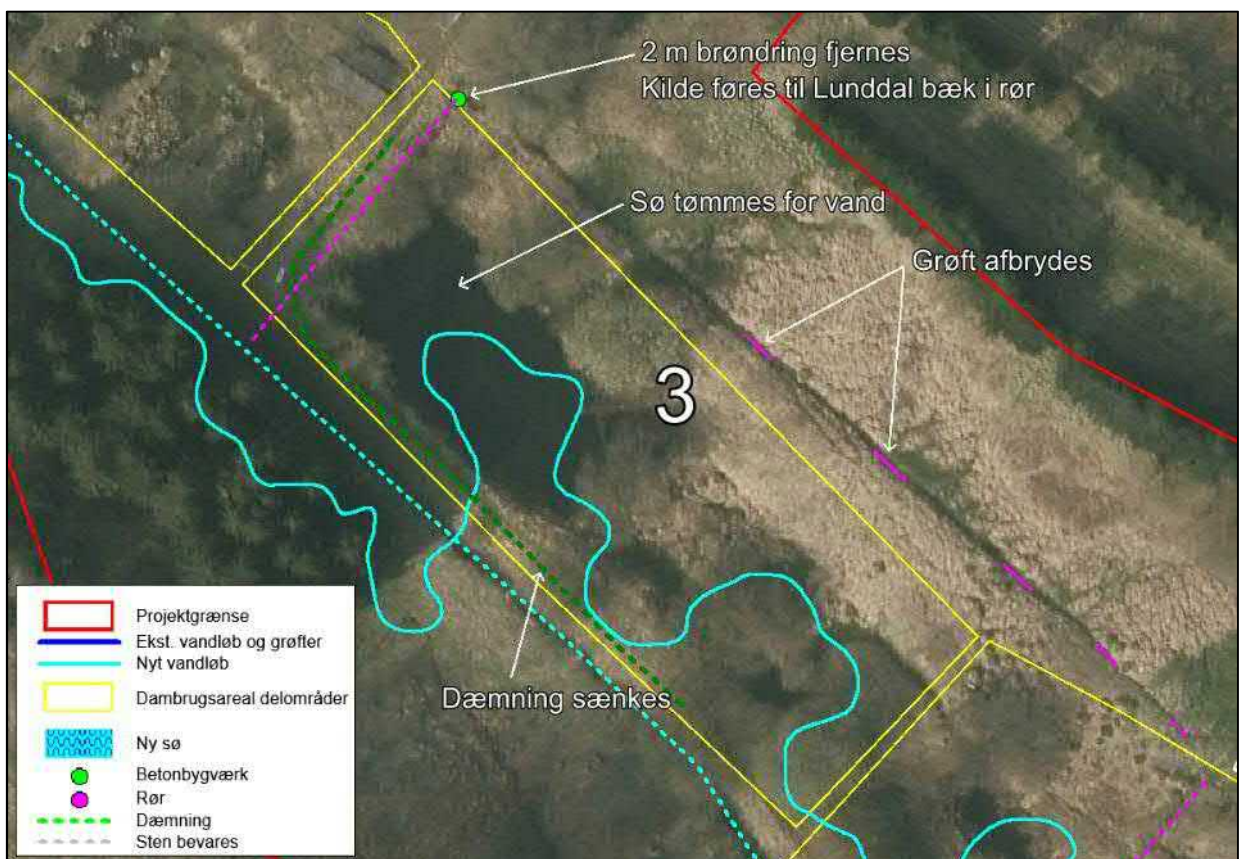 2 m brøndring fjernes
Kilde føres til Lunddal bæk i rør
Sø tømmes for vand
Grøft afbrydes
3
Dæmning sænkes
Projektgrænse
Ekst. vandløb og grøfter
Nyt vandløb
Dambrugsareal delområder
Ny sø
Betonbygværk
Rør
Dæmning
Sten bevares